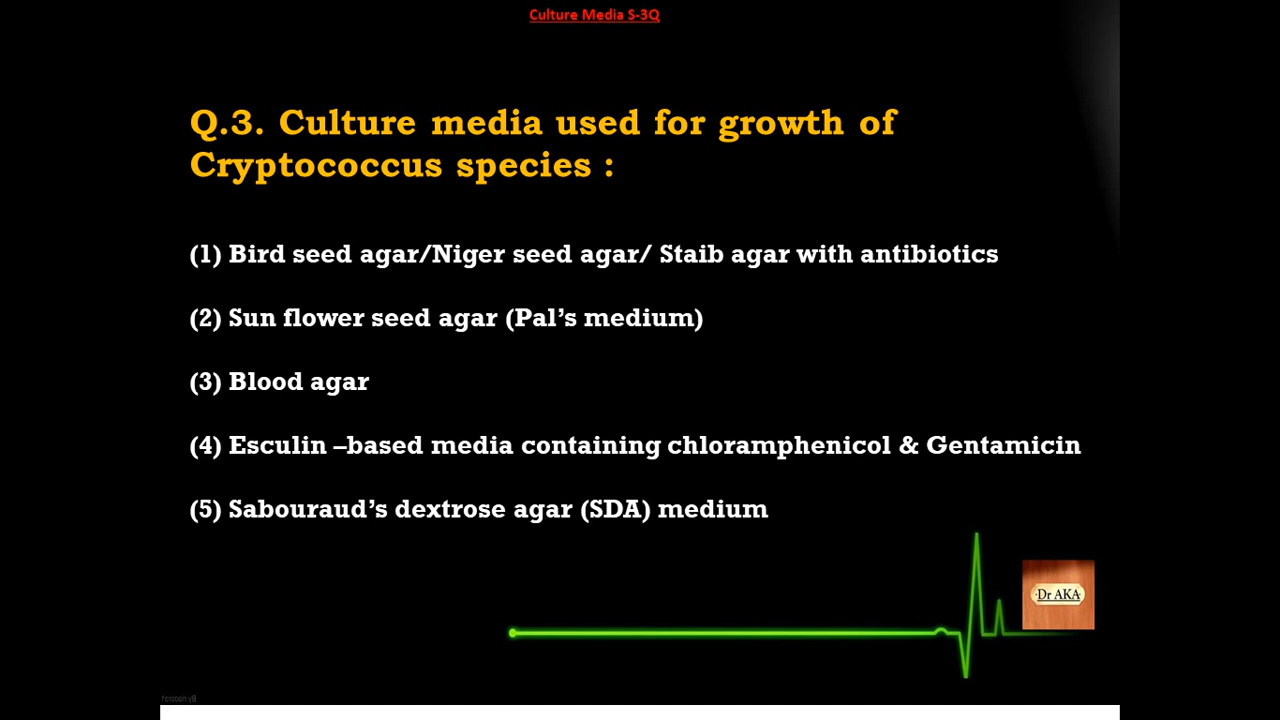 Culture Media S-3Q
Q.3. Culture media used for growth of
Cryptococcus species :
(1) Bird seed agar/Niger seed agar/ Staib agar with antibiotics
(2) Sun flower seed agar (Pal’s medium)
(3) Blood agar
(4) Esculin –based media containing chloramphenicol & Gentamicin
(5) Sabouraud’s dextrose agar (SDA) medium
Dr AKA